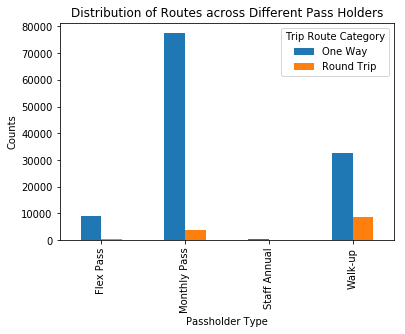 Distribution of Routes across Different Pass Holders
Trip Route Category
One Way
Round Trip
Counts
80000
70000
60000
50000
40000
30000
20000
10000
0
Flex Pass
Monthly Pass
Staff Annual
Walk-up
Passholder Type